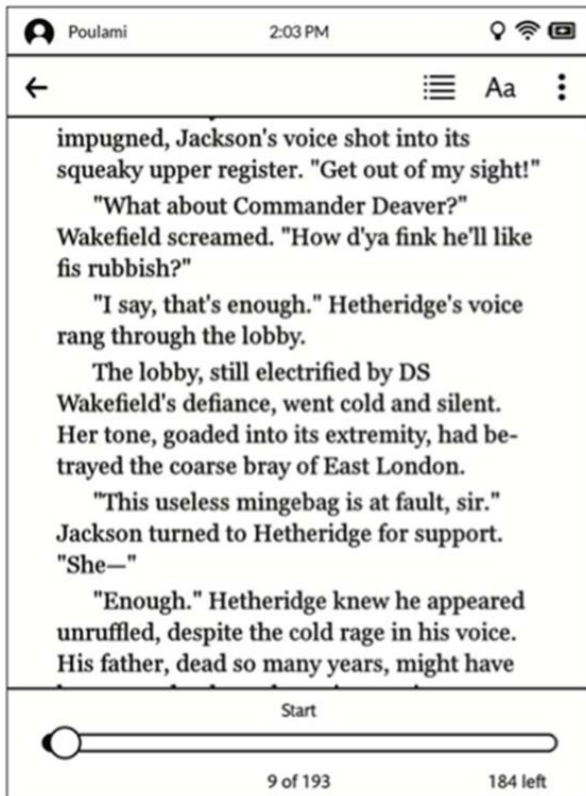 Poulami 2:03 PM
Aa
impugned, Jackson's voice shot into its
squeaky upper register. "Get out of my sight!"
"What about Commander Deaver?"
Wakefield screamed. "How d'ya fink he'll like
fis rubbish?"
"I say, that's enough." Hetheridge's voice
rang through the lobby.
The lobby, still electrified by DS
Wakefield's defiance, went cold and silent.
Her tone, goaded into its extremity, had be-
trayed the coarse bray of East London.
"This useless mingebag is at fault, sir."
Jackson turned to Hetheridge for support.
"She—"
"Enough." Hetheridge knew he appeared
unruffled, despite the cold rage in his voice.
His father, dead so many years, might have
Start
9 of 193 184 left